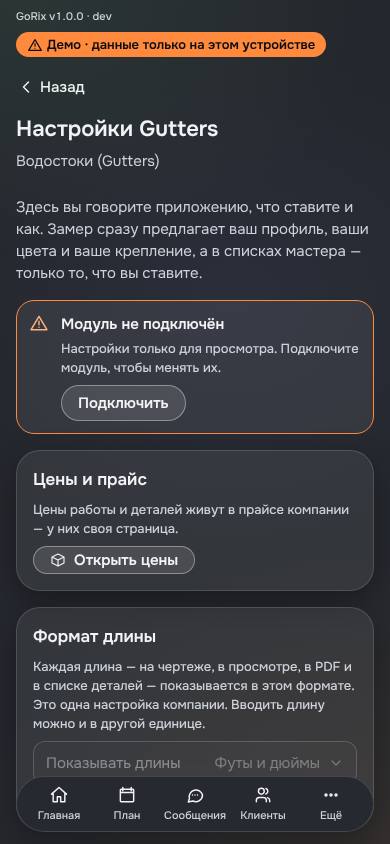 GoRix v1.0.0 · dev
Демо · данные только на этом устройстве
Назад
Настройки Gutters
Водостоки (Gutters)
Здесь вы говорите приложению, что ставите и
как. Замер сразу предлагает ваш профиль, ваши
цвета и ваше крепление, а в списках мастера —
только то, что вы ставите.
Модуль не подключён
Настройки только для просмотра. Подключите
модуль, чтобы менять их.
Подключить
Цены и прайс
Цены работы и деталей живут в прайсе компании
— у них своя страница.
Открыть цены
Формат длины
Каждая длина — на чертеже, в просмотре, в PDF и
в списке деталей — показывается в этом формате.
Это одна настройка компании. Вводить длину
можно и в другой единице.
Показывать длины Футы и дюймы
Главная План Сообщения Клиенты Ещё